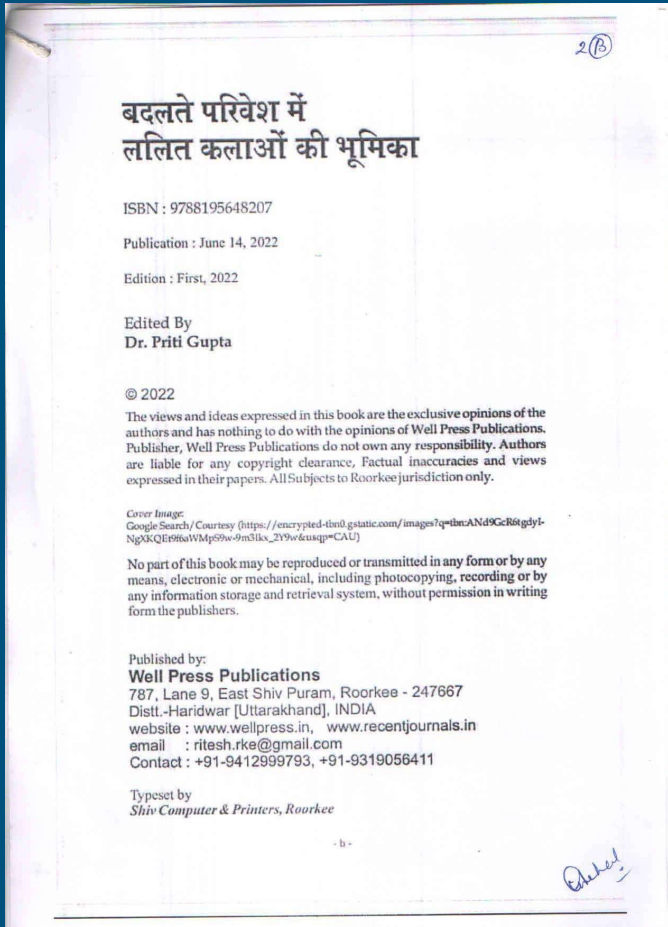 2(B)
बदलते परिवेश में
ललित कलाओं की भूमिका
ISBN : 9788195648207
Publication : June 14, 2022
Edition : First, 2022
Edited By
Dr. Priti Gupta
© 2022
The views and ideas expressed in this book are the exclusive opinions of the
authors and has nothing to do with the opinions of Well Press Publications.
Publisher, Well Press Publications do not own any responsibility. Authors
are liable for any copyright clearance, Factual inaccuracies and views
expressed in their papers. All Subjects to Roorkee jurisdiction only.
Cover Image:
Google Search/Courtesy (https://encrypted-tbn0.gstatic.com/images?q=tbn:
No part of this book may be reproduced or transmitted in any form or by any
means, electronic or mechanical, including photocopying, recording or by
any information storage and retrieval system, without permission in writing
form the publishers.
Published by:
Well Press Publications
787, Lane 9, East Shiv Puram, Roorkee - 247667
Distt.-Haridwar [Uttarakhand], INDIA
website : www.wellpress.in, www.recentjournals.in
email : ritesh.rke@gmail.com
Contact : +91-9412999793, +91-9319056411
Typeset by
Shiv Computer & Printers, Roorkee
- b -